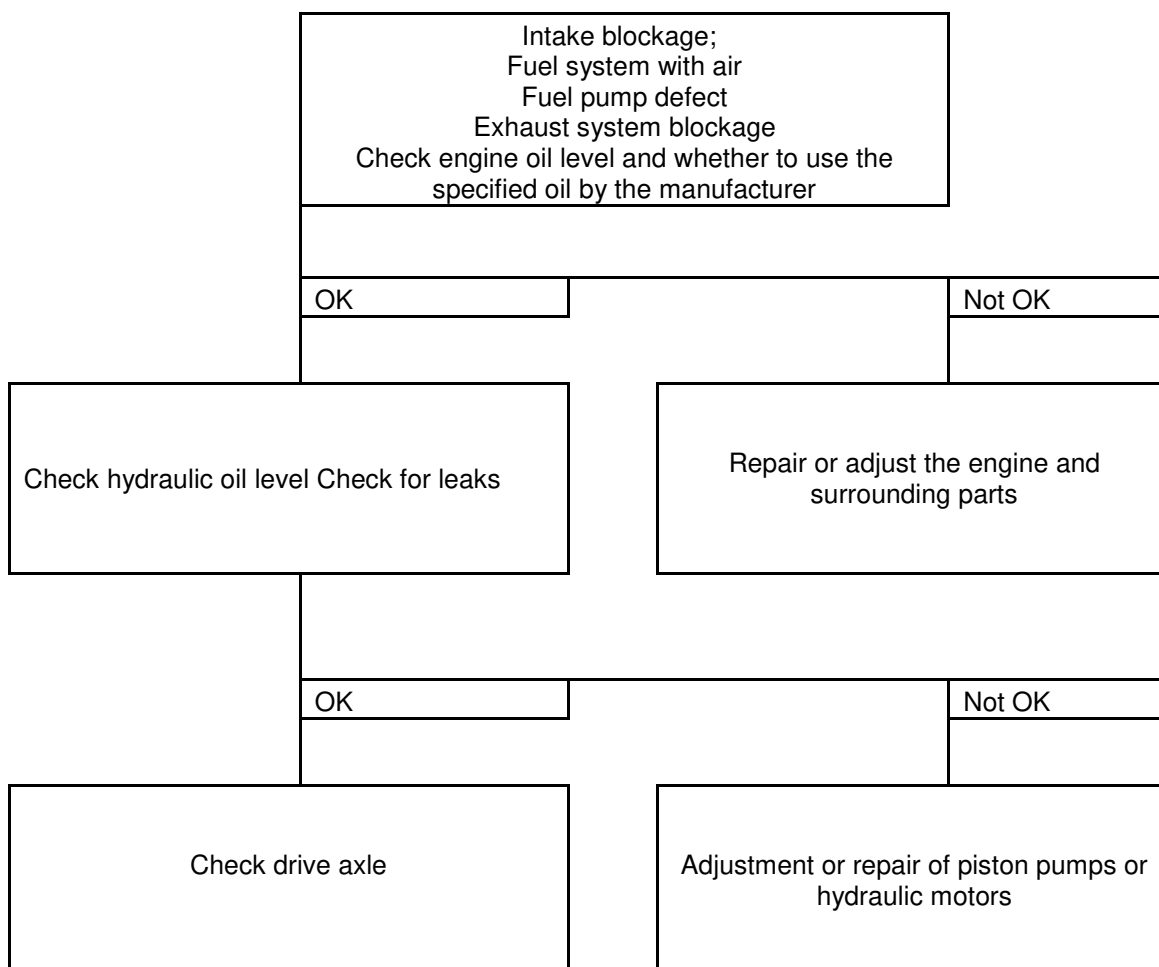 Intake blockage;
Fuel system with air
Fuel pump defect
Exhaust system blockage
Check engine oil level and whether to use the
specified oil by the manufacturer
OK
Not OK
Check hydraulic oil level Check for leaks
Repair or adjust the engine and
surrounding parts
OK
Not OK
Check drive axle
Adjustment or repair of piston pumps or
hydraulic motors